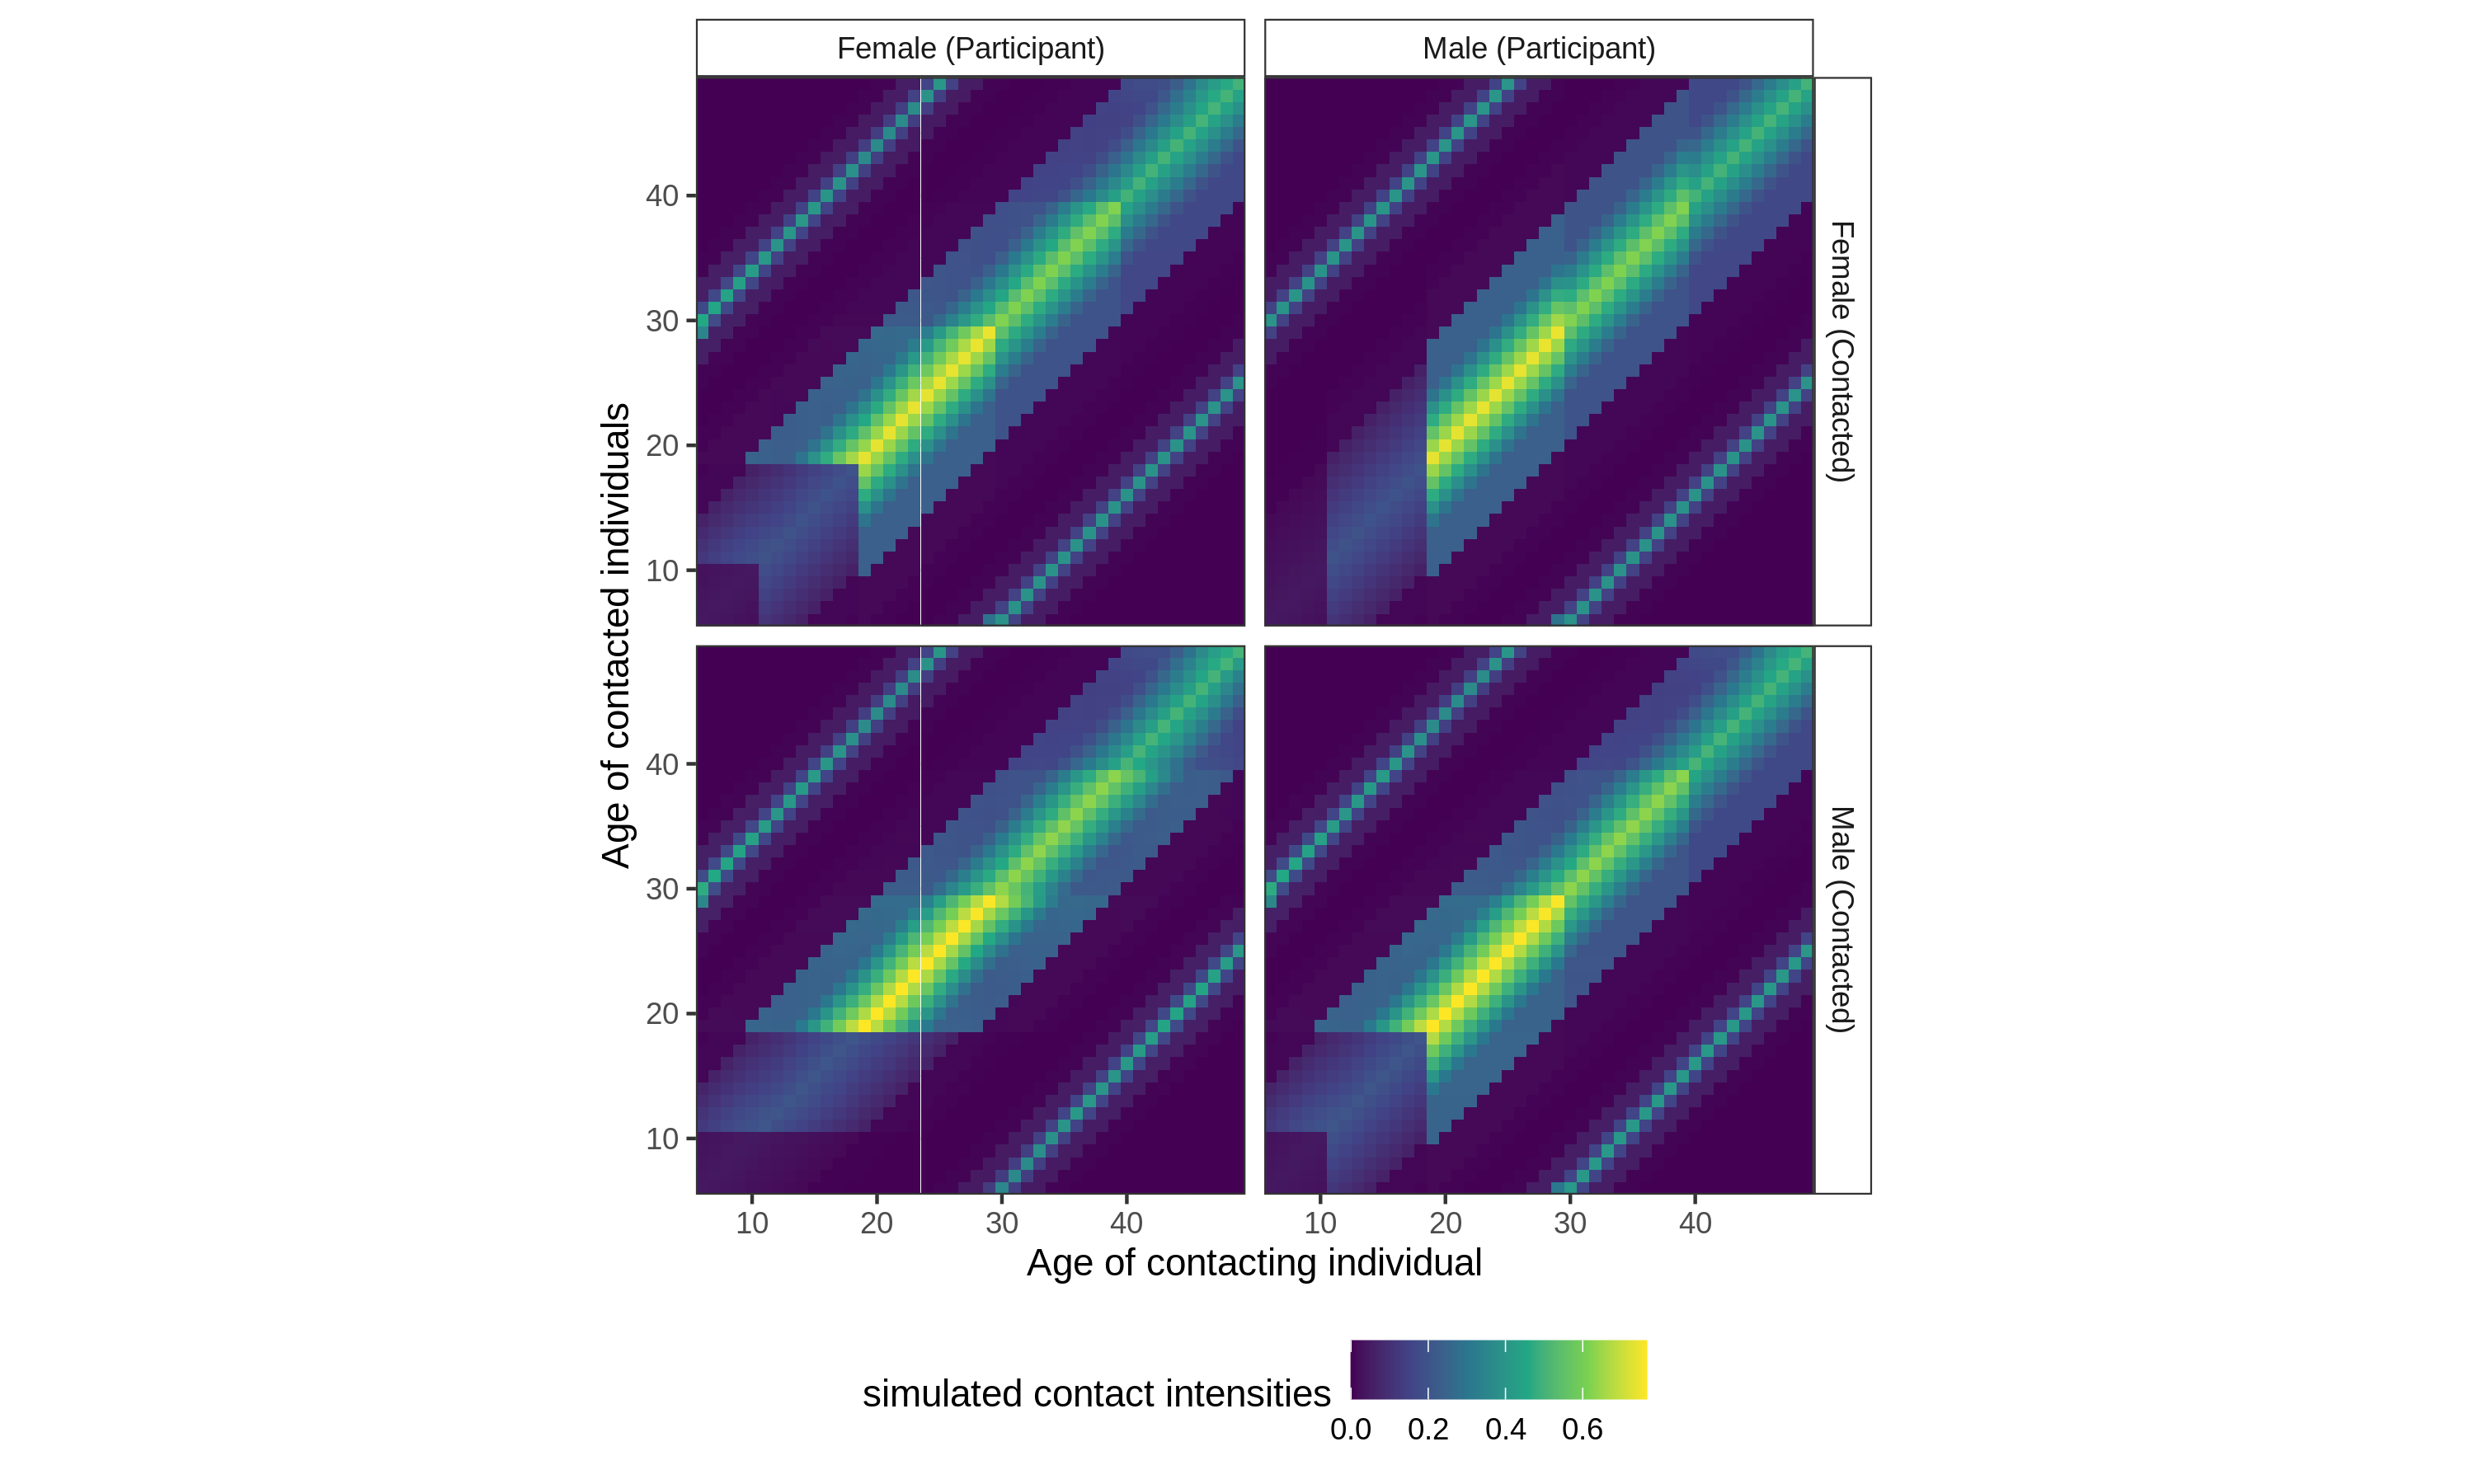 Female (Participant)
Male (Participant)
Female (Contacted)
Male (Contacted)
Age of contacted individuals
40
30
20
10
40
30
20
10
10
20
30
40
10
20
30
40
Age of contacting individual
simulated contact intensities
0.0
0.2
0.4
0.6